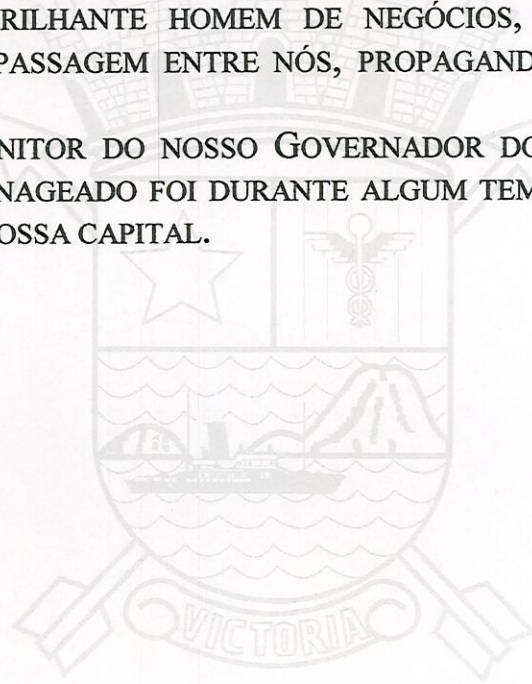 RILHANTE HOMEM DE NEGÓCIOS,
PASSAGEM ENTRE NÓS, PROPAGAND
NITOR DO NOSSO GOVERNADOR DO
NAGEADO FOI DURANTE ALGUM TEM
OSSA CAPITAL.
VICTORIA